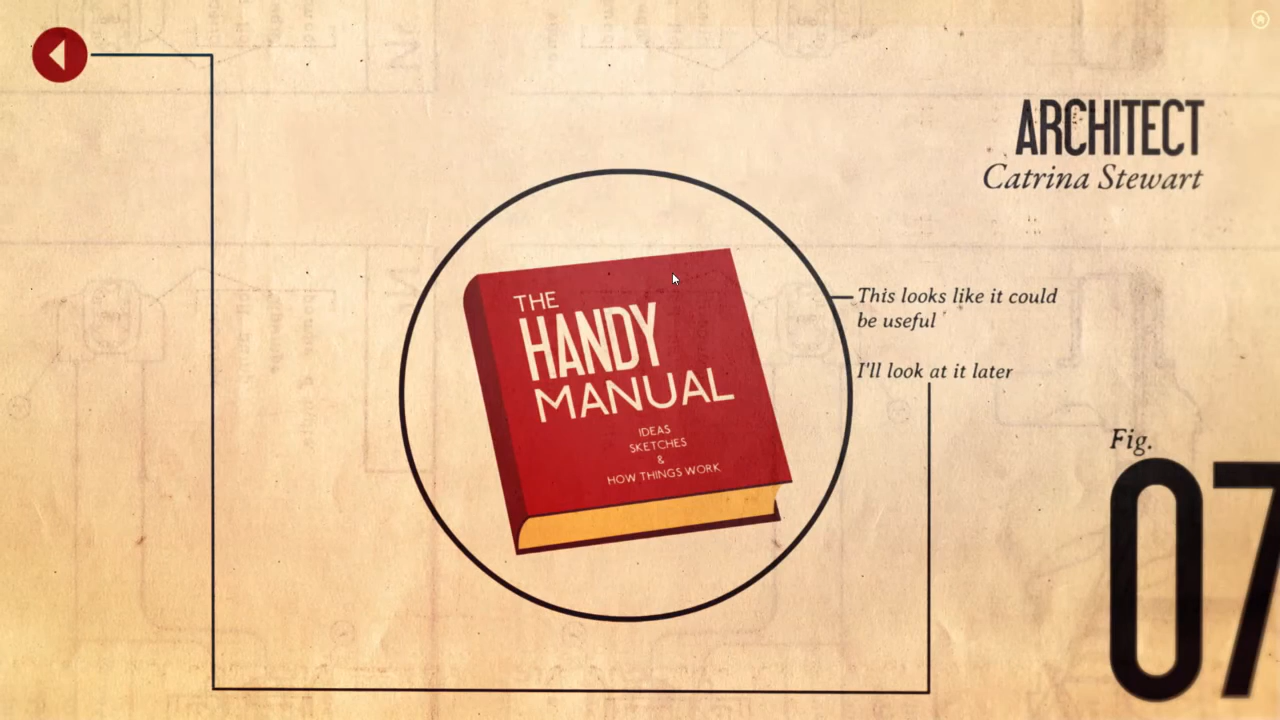 ARCHITECT
Catrina Stewart
THE
HANDY
MANUAL
IDEAS
SKETCHES
&
HOW THINGS WORK
This looks like it could
be useful
I'll look at it later
Fig.
07